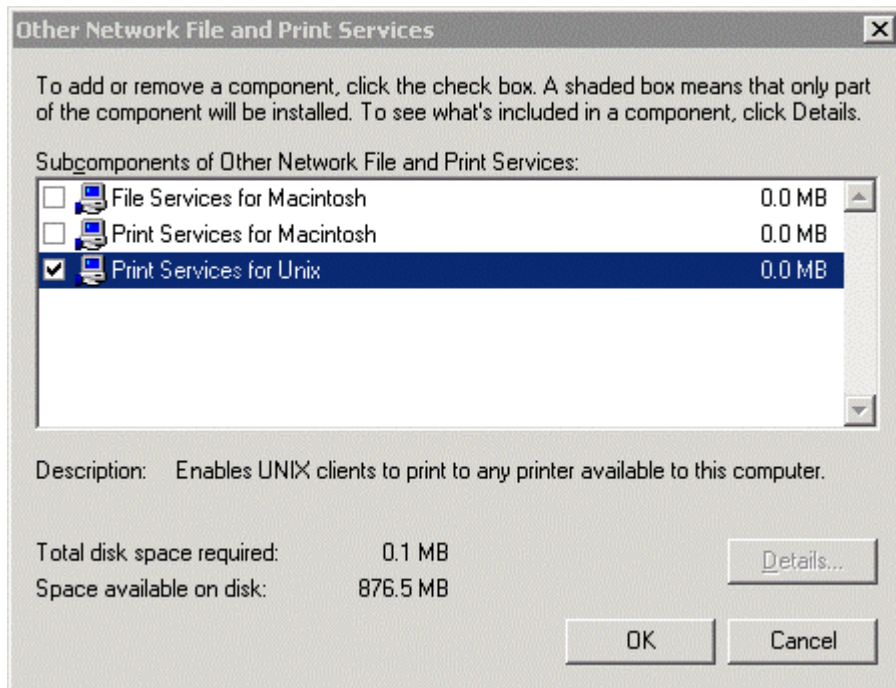 Other Network File and Print Services
To add or remove a component, click the check box. A shaded box means that only part
of the component will be installed. To see what's included in a component, click Details.
Subcomponents of Other Network File and Print Services:
File Services for Macintosh 0.0 MB
Print Services for Macintosh 0.0 MB
Print Services for Unix 0.0 MB
Description: Enables UNIX clients to print to any printer available to this computer.
Total disk space required: 0.1 MB
Space available on disk: 876.5 MB
Details...
OK Cancel